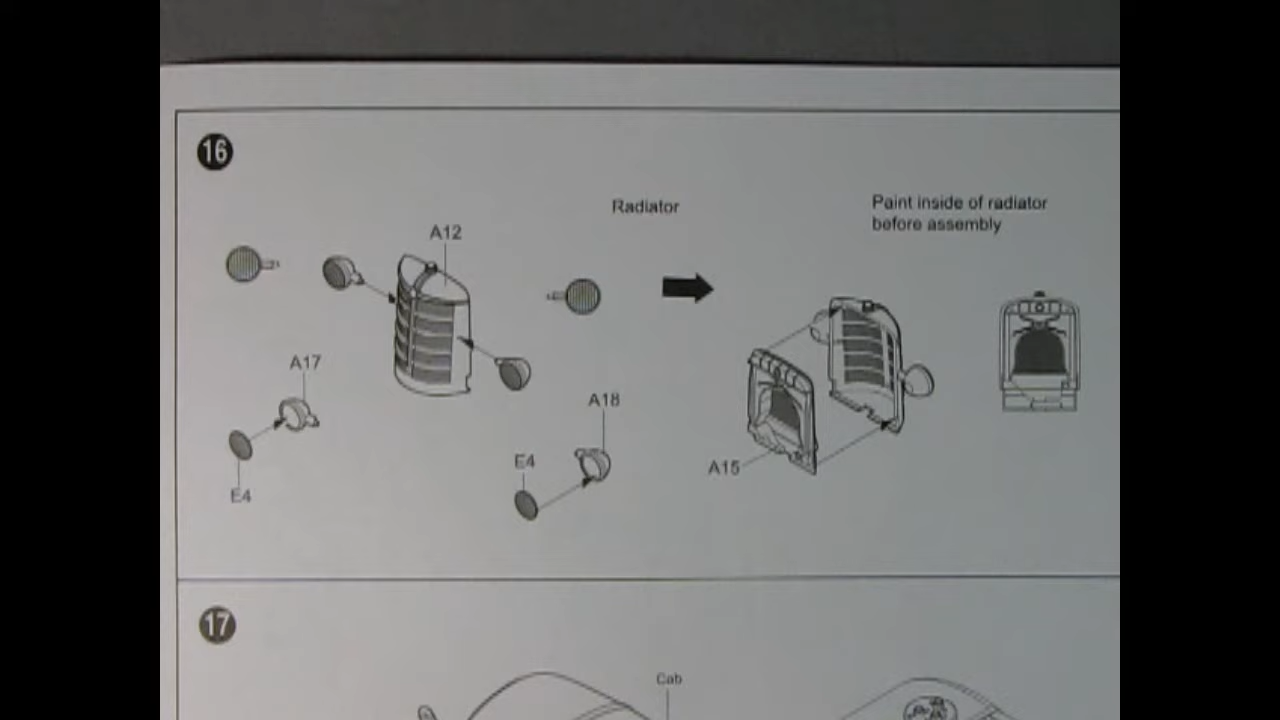 16
Radiator
Paint inside of radiator
before assembly
A12
A17
A18
E4
E4
A15
17
Cab